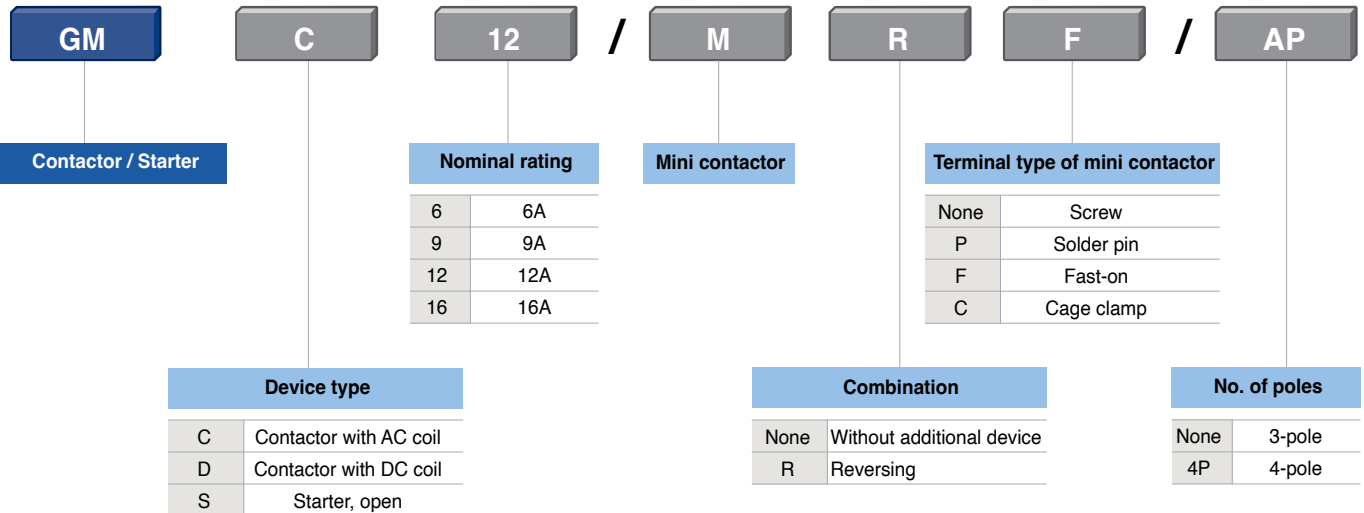 GM C 12 / M R F / AP
Contactor / Starter
Nominal rating
6 6A
9 9A
12 12A
16 16A
Mini contactor
Terminal type of mini contactor
None Screw
P Solder pin
F Fast-on
C Cage clamp
Device type
C Contactor with AC coil
D Contactor with DC coil
S Starter, open
Combination
None Without additional device
R Reversing
No. of poles
None 3-pole
4P 4-pole